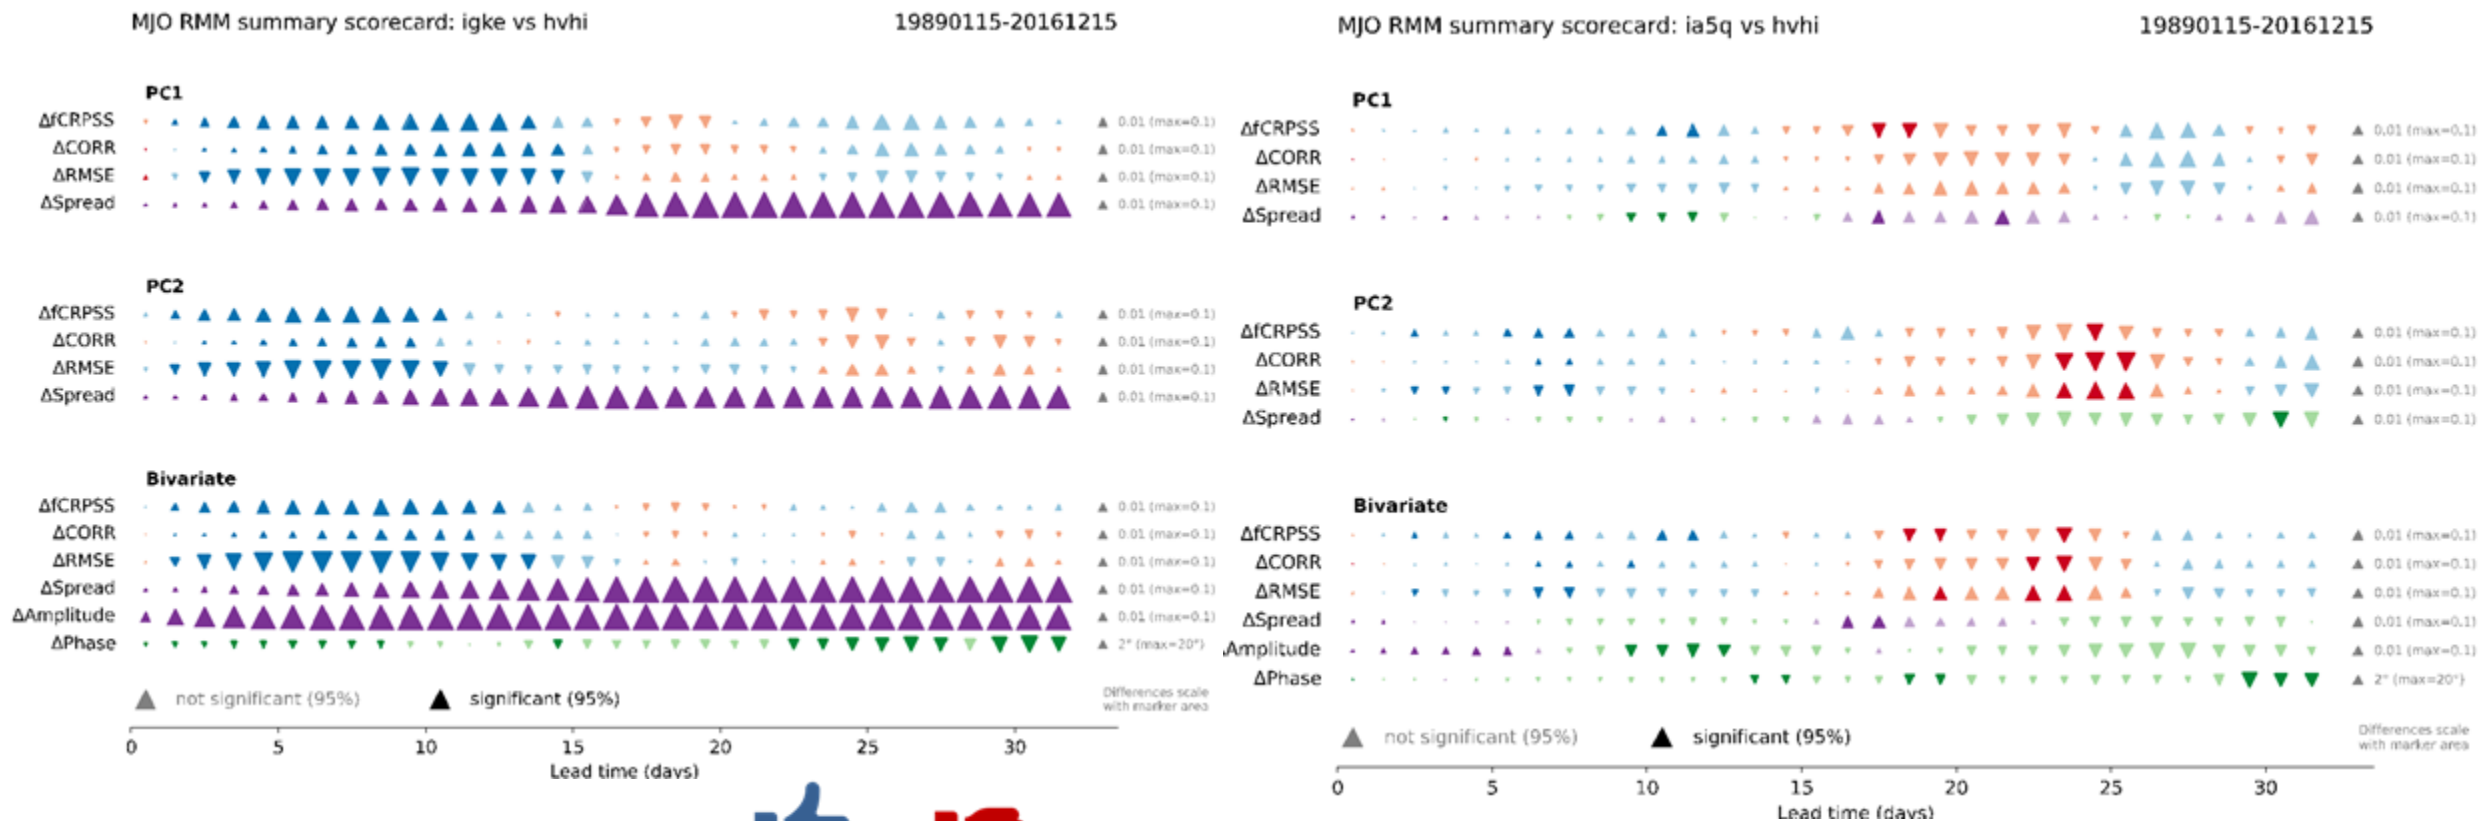 MJO RMM summary scorecard: igke vs hvhi 19890115-20161215
PC1
ΔfCRPSS 0.01 (max=0.1)
ΔCORR 0.01 (max=0.1)
ΔRMSE 0.01 (max=0.1)
ΔSpread 0.01 (max=0.1)
PC2
ΔfCRPSS 0.01 (max=0.1)
ΔCORR 0.01 (max=0.1)
ΔRMSE 0.01 (max=0.1)
ΔSpread 0.01 (max=0.1)
Bivariate
ΔfCRPSS 0.01 (max=0.1)
ΔCORR 0.01 (max=0.1)
ΔRMSE 0.01 (max=0.1)
ΔSpread 0.01 (max=0.1)
ΔAmplitude 0.01 (max=0.1)
ΔPhase 2° (max=20°)
not significant (95%) significant (95%) Differences scale
with marker area
0 5 10 15 20 25 30
Lead time (days)
MJO RMM summary scorecard: ia5q vs hvhi 19890115-20161215
PC1
ΔfCRPSS 0.01 (max=0.1)
ΔCORR 0.01 (max=0.1)
ΔRMSE 0.01 (max=0.1)
ΔSpread 0.01 (max=0.1)
PC2
ΔfCRPSS 0.01 (max=0.1)
ΔCORR 0.01 (max=0.1)
ΔRMSE 0.01 (max=0.1)
ΔSpread 0.01 (max=0.1)
Bivariate
ΔfCRPSS 0.01 (max=0.1)
ΔCORR 0.01 (max=0.1)
ΔRMSE 0.01 (max=0.1)
ΔSpread 0.01 (max=0.1)
Amplitude 0.01 (max=0.1)
ΔPhase 2° (max=20°)
not significant (95%) significant (95%) Differences scale
with marker area
0 5 10 15 20 25 30
Lead time (days)